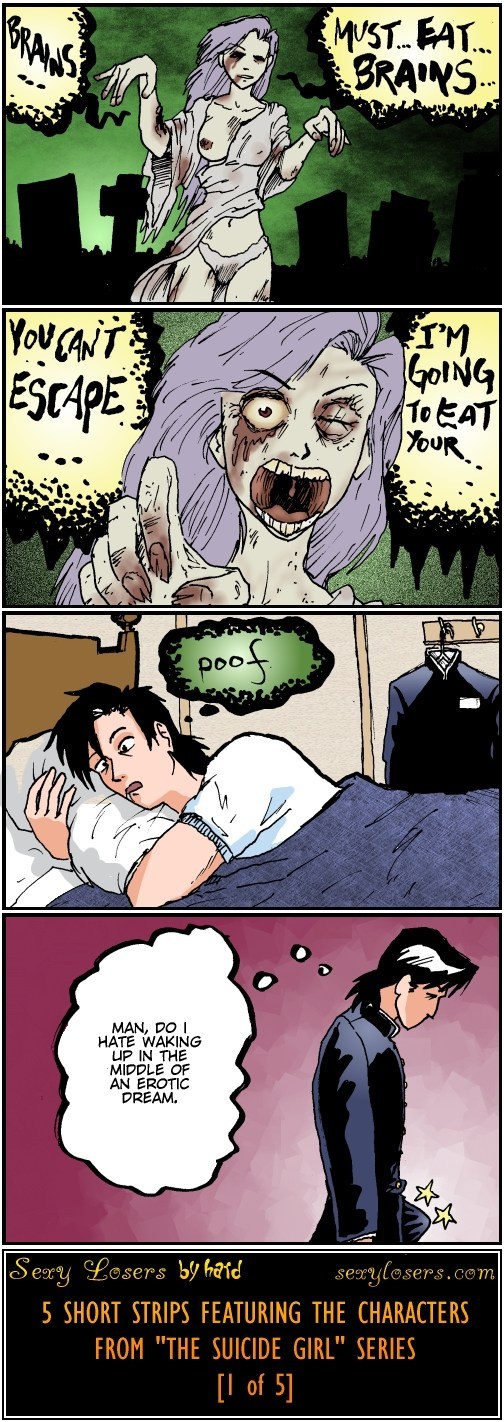 BRAINS
...
MUST... EAT...
BRAINS...
YOU CAN'T
ESCAPE
...
I'M
GOING
TO EAT
YOUR...
poof
MAN, DO I
HATE WAKING
UP IN THE
MIDDLE OF
AN EROTIC
DREAM.
Sexy Losers by hard sexylosers.com
5 SHORT STRIPS FEATURING THE CHARACTERS
FROM "THE SUICIDE GIRL" SERIES
[1 of 5]